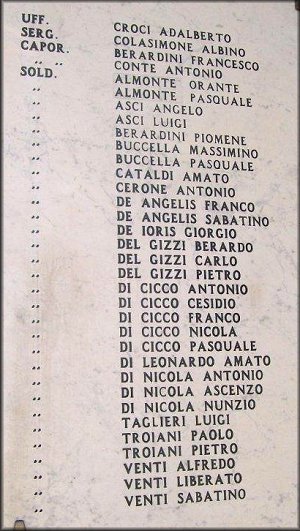 UFF. CROCI ADALBERTO
SERG. COLASIMONE ALBINO
CAPOR. BERARDINI FRANCESCO
,, ,, CONTE ANTONIO
SOLD. ALMONTE ORANTE
,, ALMONTE PASQUALE
,, ASCI ANGELO
,, ASCI LUIGI
,, BERARDINI PIOMENE
,, BUCCELLA MASSIMINO
,, BUCCELLA PASQUALE
,, CATALDI AMATO
,, CERONE ANTONIO
,, DE ANGELIS FRANCO
,, DE ANGELIS SABATINO
,, DE IORIS GIORGIO
,, DEL GIZZI BERARDO
,, DEL GIZZI CARLO
,, DEL GIZZI PIETRO
,, DI CICCO ANTONIO
,, DI CICCO CESIDIO
,, DI CICCO FRANCO
,, DI CICCO NICOLA
,, DI CICCO PASQUALE
,, DI LEONARDO AMATO
,, DI NICOLA ANTONIO
,, DI NICOLA ASCENZO
,, DI NICOLA NUNZIO
,, TAGLIERI LUIGI
,, TROIANI PAOLO
,, TROIANI PIETRO
,, VENTI ALFREDO
,, VENTI LIBERATO
,, VENTI SABATINO